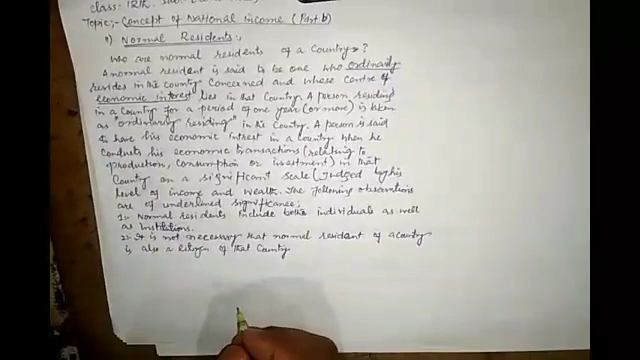 class:- 12th. Sub:-
Topic:- Concept of National Income (Part b)
Normal Residents:-
Who are normal residents of a Country?
A normal resident is said to be one who ordinarily
resides in the country concerned and whose centre of
economic interest lies in that Country. A person residing
in a country for a period of one year (or more) is taken
as "ordinarily residing" in the Country. A person is said
to have his economic interest in a country when he
conducts his economic transactions (relating to
production, consumption or investment) in that
Country on a significant scale (Judged by his
level of income and wealth. The following observations
are of underlined significance;
1:- Normal residents include both individuals as well
as Institutions.
2:- It is not necessary that normal resident of a country
is also a citizen of that Country